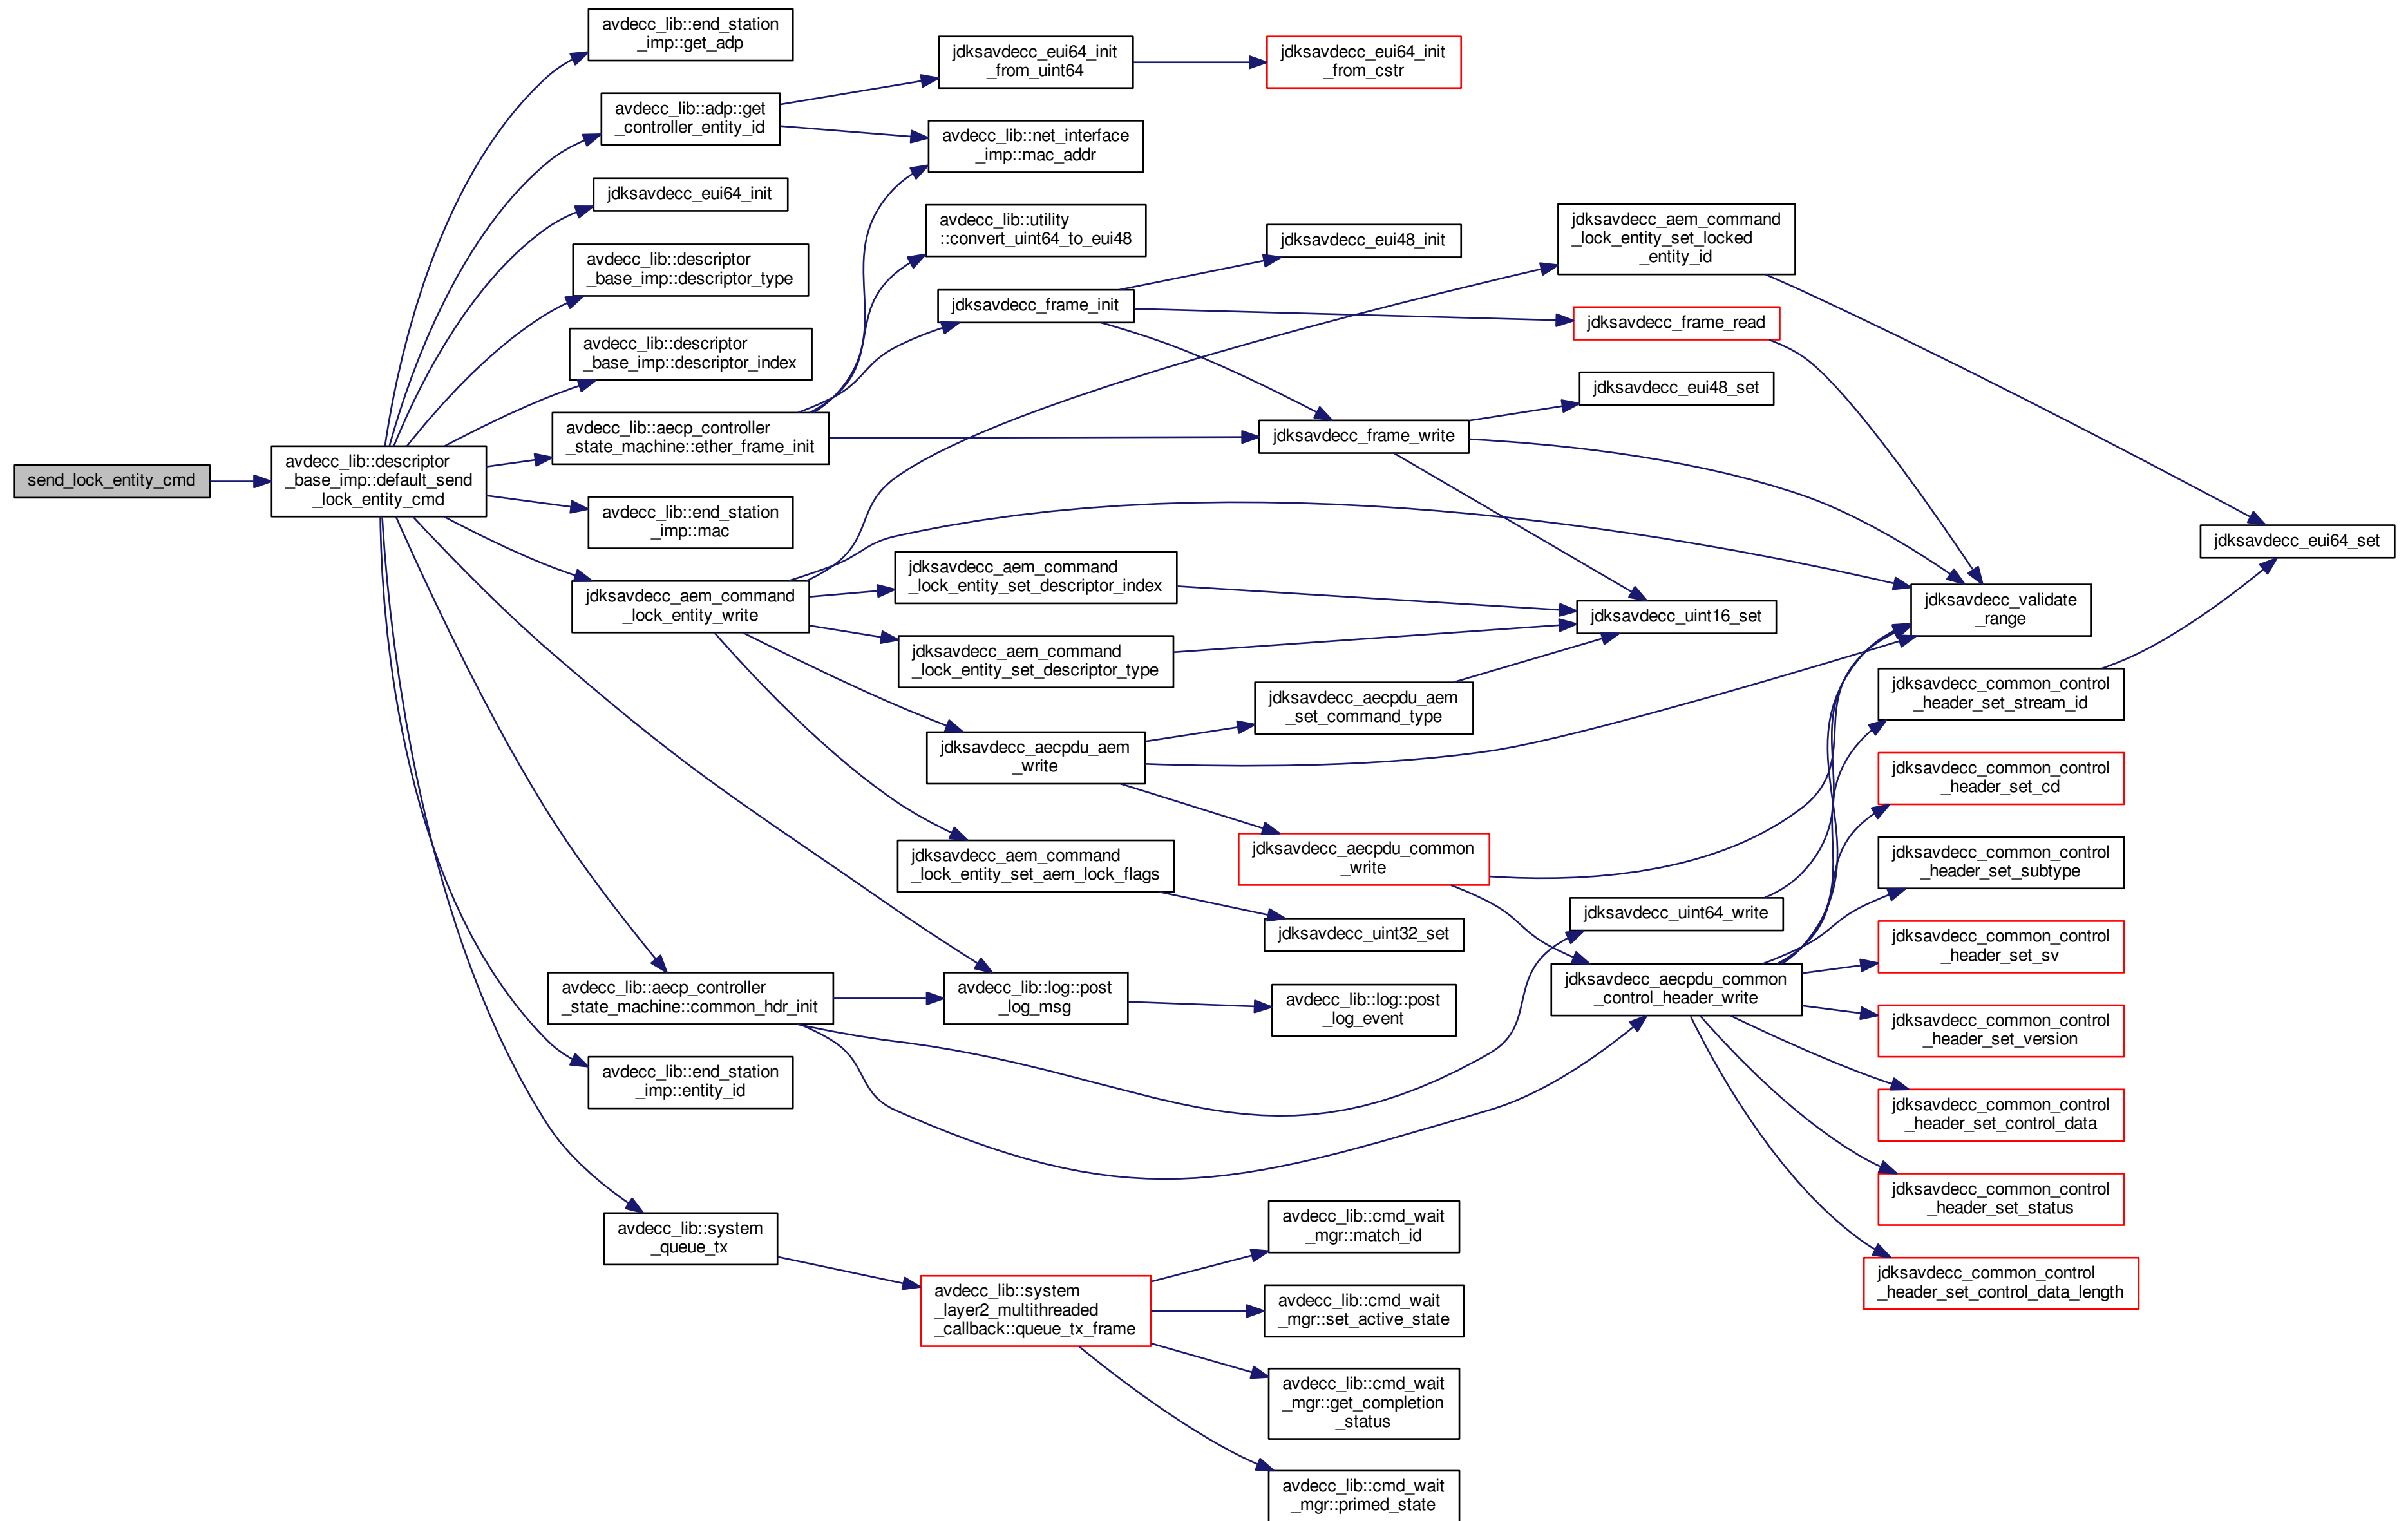 send_lock_entity_cmd
avdecc_lib::descriptor
_base_imp::default_send
_lock_entity_cmd
avdecc_lib::end_station
_imp::get_adp
avdecc_lib::adp::get
_controller_entity_id
jdksavdecc_eui64_init
avdecc_lib::descriptor
_base_imp::descriptor_type
avdecc_lib::descriptor
_base_imp::descriptor_index
avdecc_lib::aecp_controller
_state_machine::ether_frame_init
avdecc_lib::end_station
_imp::mac
jdksavdecc_aem_command
_lock_entity_write
avdecc_lib::aecp_controller
_state_machine::common_hdr_init
avdecc_lib::end_station
_imp::entity_id
avdecc_lib::system
_queue_tx
jdksavdecc_eui64_init
_from_uint64
avdecc_lib::net_interface
_imp::mac_addr
avdecc_lib::utility
::convert_uint64_to_eui48
jdksavdecc_frame_init
jdksavdecc_aem_command
_lock_entity_set_descriptor_index
jdksavdecc_aem_command
_lock_entity_set_descriptor_type
jdksavdecc_aecpdu_aem
_write
jdksavdecc_aem_command
_lock_entity_set_aem_lock_flags
avdecc_lib::log::post
_log_msg
avdecc_lib::system
_layer2_multithreaded
_callback::queue_tx_frame
jdksavdecc_eui64_init
_from_cstr
jdksavdecc_eui48_init
jdksavdecc_frame_write
jdksavdecc_aecpdu_aem
_set_command_type
jdksavdecc_aecpdu_common
_write
jdksavdecc_uint32_set
avdecc_lib::log::post
_log_event
avdecc_lib::cmd_wait
_mgr::match_id
avdecc_lib::cmd_wait
_mgr::set_active_state
avdecc_lib::cmd_wait
_mgr::get_completion
_status
avdecc_lib::cmd_wait
_mgr::primed_state
jdksavdecc_aem_command
_lock_entity_set_locked
_entity_id
jdksavdecc_frame_read
jdksavdecc_eui48_set
jdksavdecc_uint16_set
jdksavdecc_uint64_write
jdksavdecc_aecpdu_common
_control_header_write
jdksavdecc_validate
_range
jdksavdecc_common_control
_header_set_stream_id
jdksavdecc_common_control
_header_set_cd
jdksavdecc_common_control
_header_set_subtype
jdksavdecc_common_control
_header_set_sv
jdksavdecc_common_control
_header_set_version
jdksavdecc_common_control
_header_set_control_data
jdksavdecc_common_control
_header_set_status
jdksavdecc_common_control
_header_set_control_data_length
jdksavdecc_eui64_set